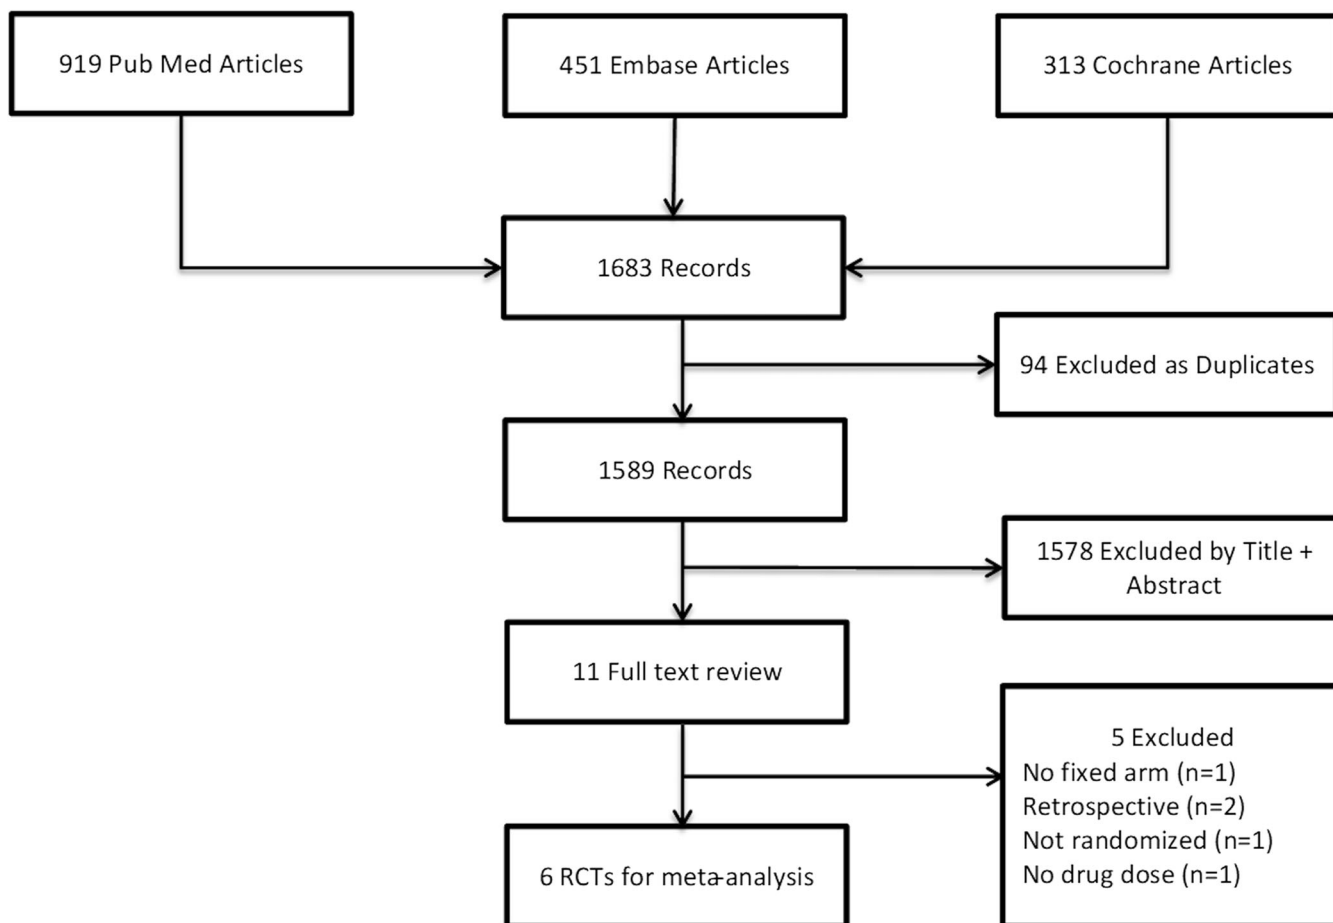 919 Pub Med Articles
451 Embase Articles
313 Cochrane Articles
1683 Records
94 Excluded as Duplicates
1589 Records
1578 Excluded by Title +
Abstract
11 Full text review
5 Excluded
No fixed arm (n=1)
Retrospective (n=2)
Not randomized (n=1)
No drug dose (n=1)
6 RCTs for meta-analysis